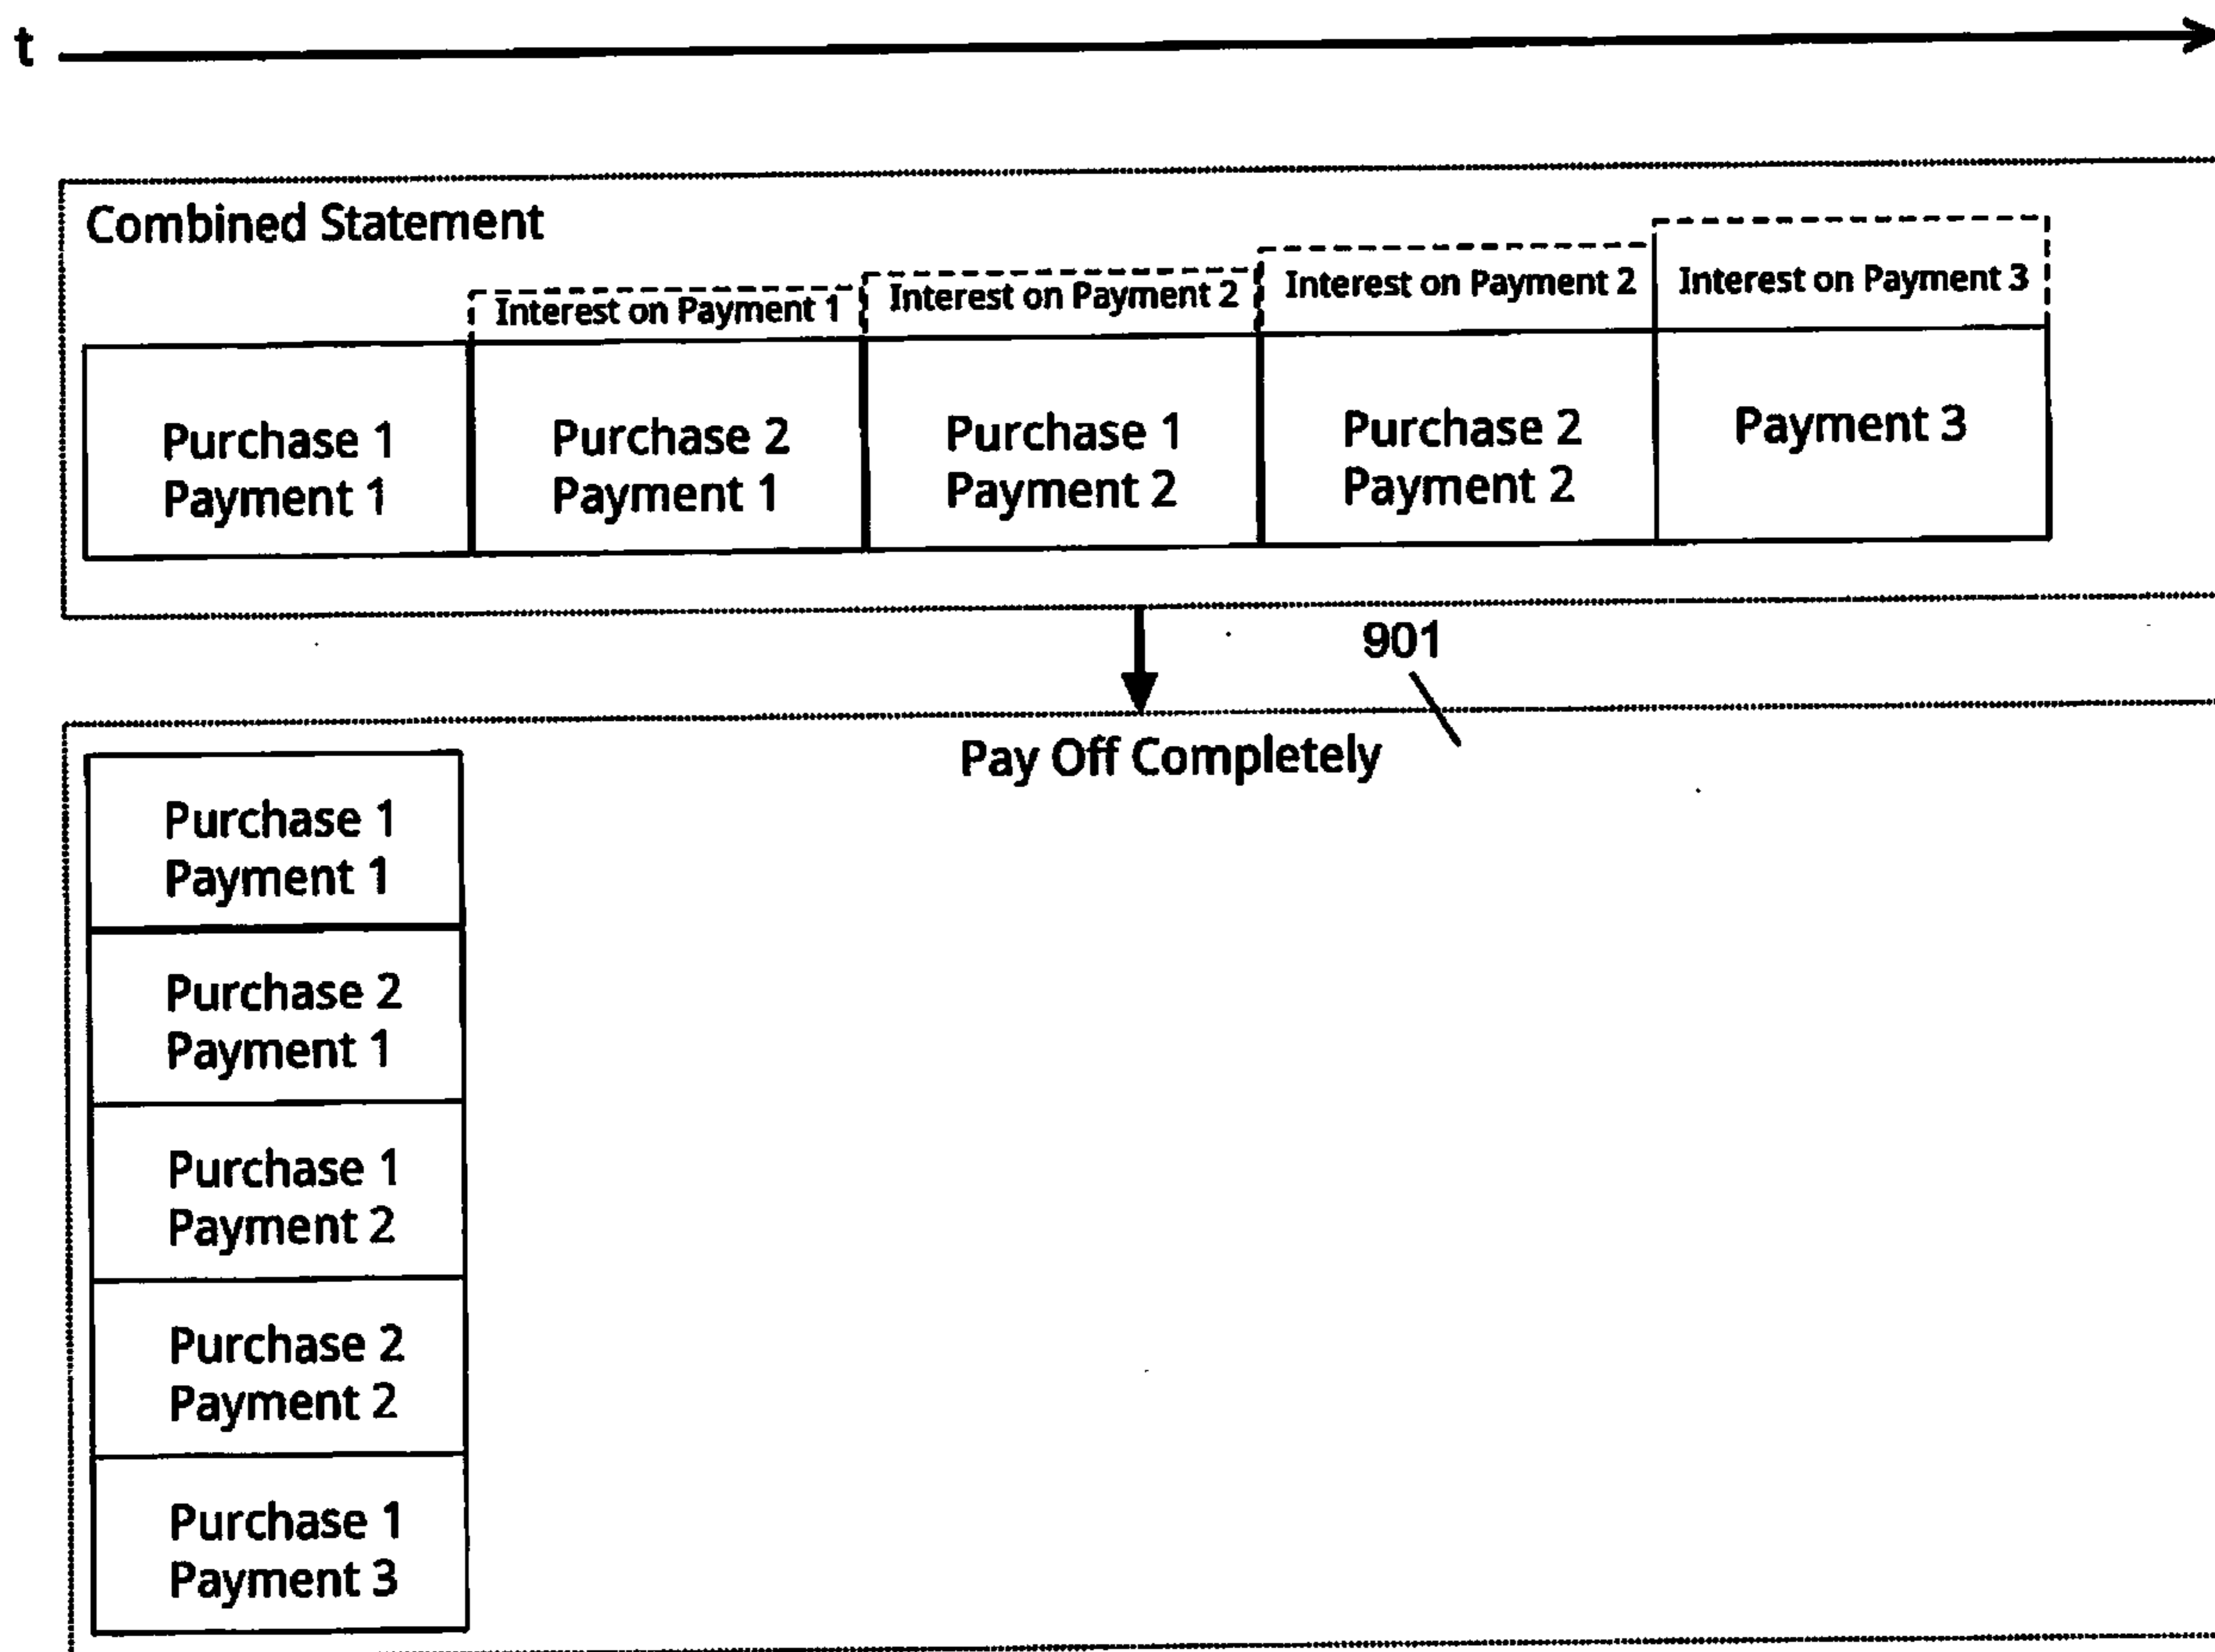 t
Combined Statement
Interest on Payment 1
Interest on Payment 2
Interest on Payment 2
Interest on Payment 3
Purchase 1
Payment 1
Purchase 2
Payment 1
Purchase 1
Payment 2
Purchase 2
Payment 2
Payment 3
901
Pay Off Completely
Purchase 1
Payment 1
Purchase 2
Payment 1
Purchase 1
Payment 2
Purchase 2
Payment 2
Purchase 1
Payment 3